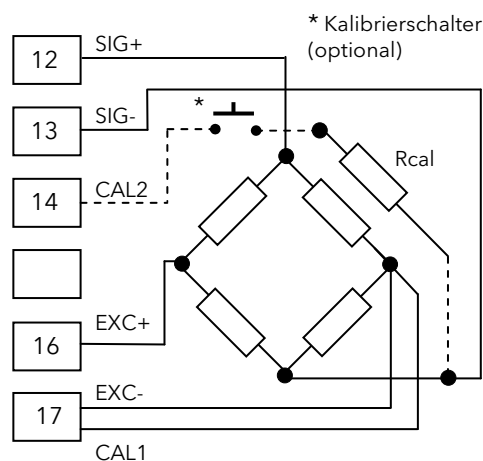 * Kalibrierschalter
(optional)
12 SIG+
13 SIG-
*
Rcal
14 CAL2
16 EXC+
17 EXC-
CAL1